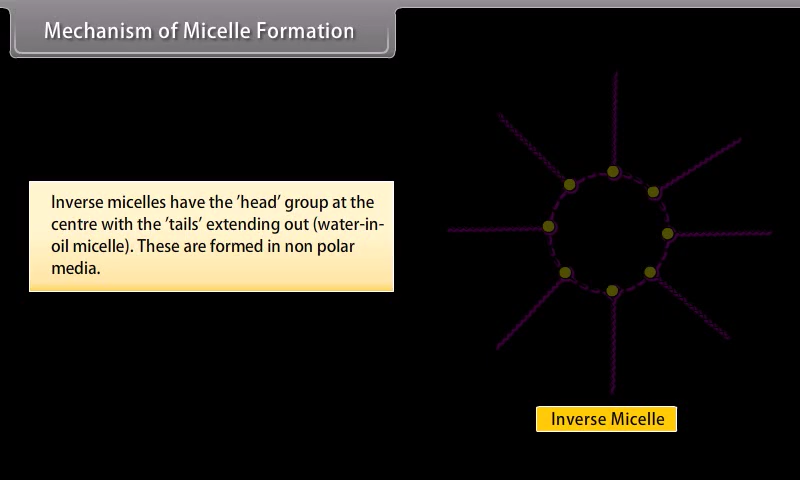 Mechanism of Micelle Formation
Inverse micelles have the 'head' group at the
centre with the 'tails' extending out (water-in-
oil micelle). These are formed in non polar
media.
Inverse Micelle